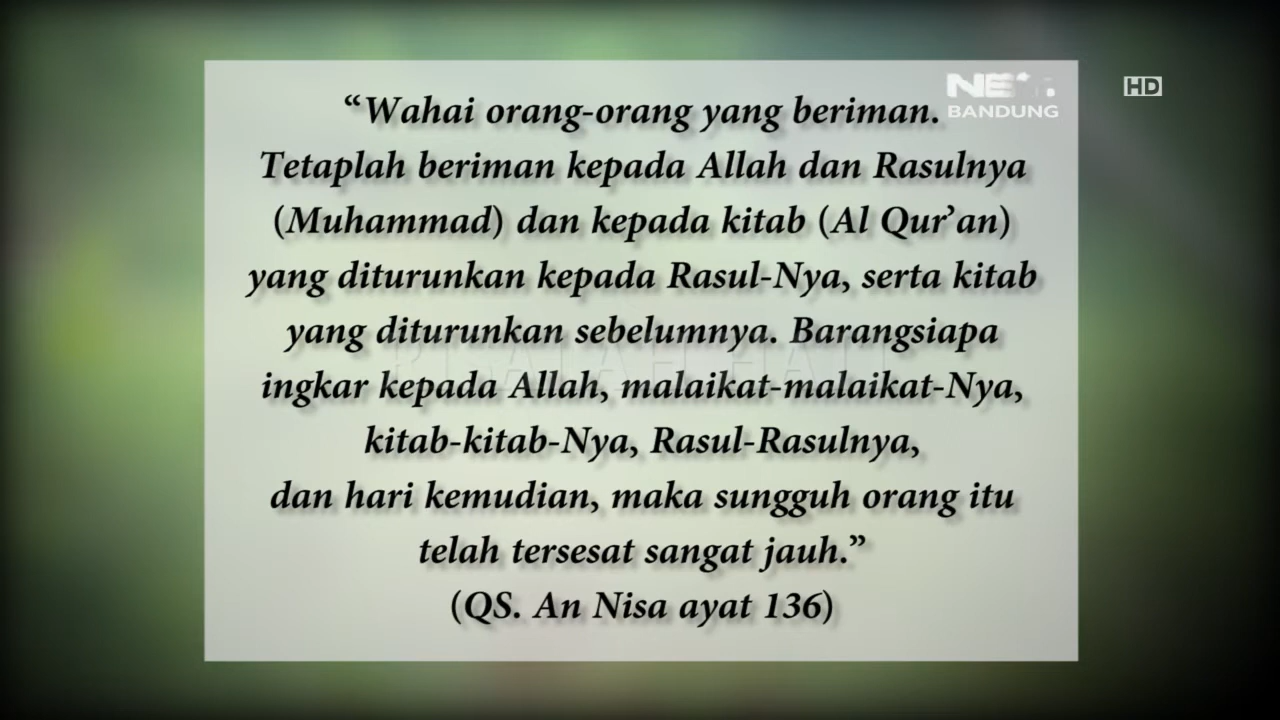 BANDUNG
HD
“Wahai orang-orang yang beriman.
Tetaplah beriman kepada Allah dan Rasulnya
(Muhammad) dan kepada kitab (Al Qur’an)
yang diturunkan kepada Rasul-Nya, serta kitab
yang diturunkan sebelumnya. Barangsiapa
ingkar kepada Allah, malaikat-malaikat-Nya,
kitab-kitab-Nya, Rasul-Rasulnya,
dan hari kemudian, maka sungguh orang itu
telah tersesat sangat jauh.”
(QS. An Nisa ayat 136)